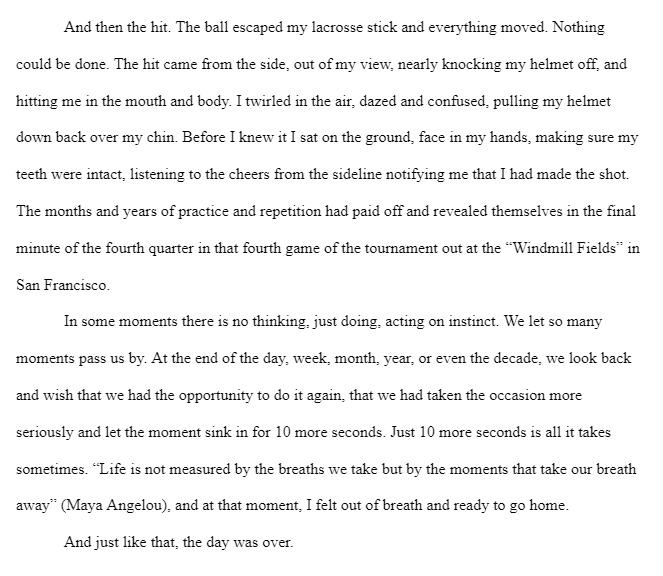 And then the hit. The ball escaped my lacrosse stick and everything moved. Nothing
could be done. The hit came from the side, out of my view, nearly knocking my helmet off, and
hitting me in the mouth and body. I twirled in the air, dazed and confused, pulling my helmet
down back over my chin. Before I knew it I sat on the ground, face in my hands, making sure my
teeth were intact, listening to the cheers from the sideline notifying me that I had made the shot.
The months and years of practice and repetition had paid off and revealed themselves in the final
minute of the fourth quarter in that fourth game of the tournament out at the “Windmill Fields” in
San Francisco.
In some moments there is no thinking, just doing, acting on instinct. We let so many
moments pass us by. At the end of the day, week, month, year, or even the decade, we look back
and wish that we had the opportunity to do it again, that we had taken the occasion more
seriously and let the moment sink in for 10 more seconds. Just 10 more seconds is all it takes
sometimes. “Life is not measured by the breaths we take but by the moments that take our breath
away” (Maya Angelou), and at that moment, I felt out of breath and ready to go home.
And just like that, the day was over.